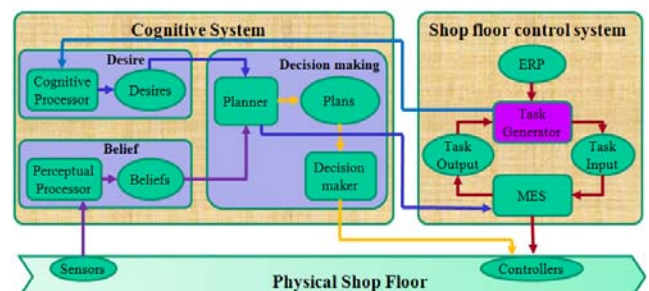 Cognitive System
Desire
Cognitive
Processor
Desires
Belief
Perceptual
Processor
Beliefs
Decision making
Planner
Plans
Decision
maker
Shop floor control system
ERP
Task
Generator
Task
Output
Task
Input
MES
Sensors
Physical Shop Floor
Controllers